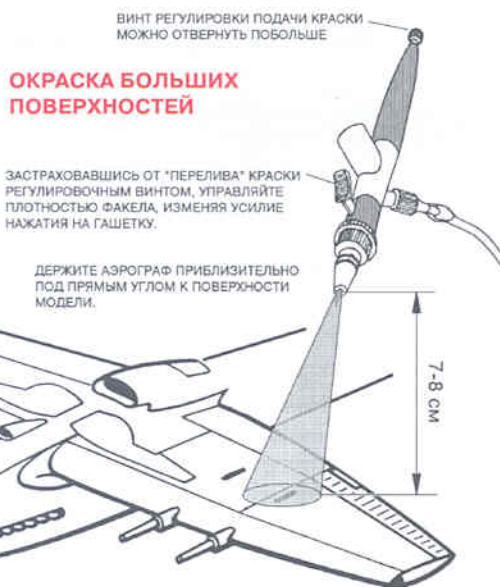 ВИНТ РЕГУЛИРОВКИ ПОДАЧИ КРАСКИ
МОЖНО ОТВЕРНУТЬ ПОБОЛЬШЕ
ОКРАСКА БОЛЬШИХ
ПОВЕРХНОСТЕЙ
ЗАСТРАХОВАВШИСЬ ОТ "ПЕРЕЛИВА" КРАСКИ
РЕГУЛИРОВОЧНЫМ ВИНТОМ, УПРАВЛЯЙТЕ
ПЛОТНОСТЬЮ ФАКЕЛА, ИЗМЕНЯЯ УСИЛИЕ
НАЖАТИЯ НА ГАШЕТКУ.
ДЕРЖИТЕ АЭРОГРАФ ПРИБЛИЗИТЕЛЬНО
ПОД ПРЯМЫМ УГЛОМ К ПОВЕРХНОСТИ
МОДЕЛИ.
7-8 см